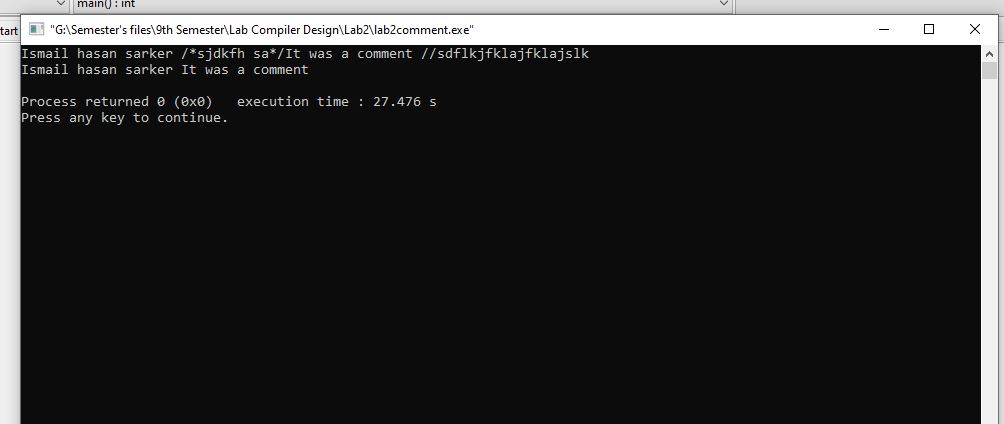 main() : int
tart
"G:\Semester's files\9th Semester\Lab Compiler Design\Lab2\lab2comment.exe"
Ismail hasan sarker /*sjdkfh sa*/It was a comment //sdflkjfklajfklajslk
Ismail hasan sarker It was a comment
Process returned 0 (0x0)   execution time : 27.476 s
Press any key to continue.